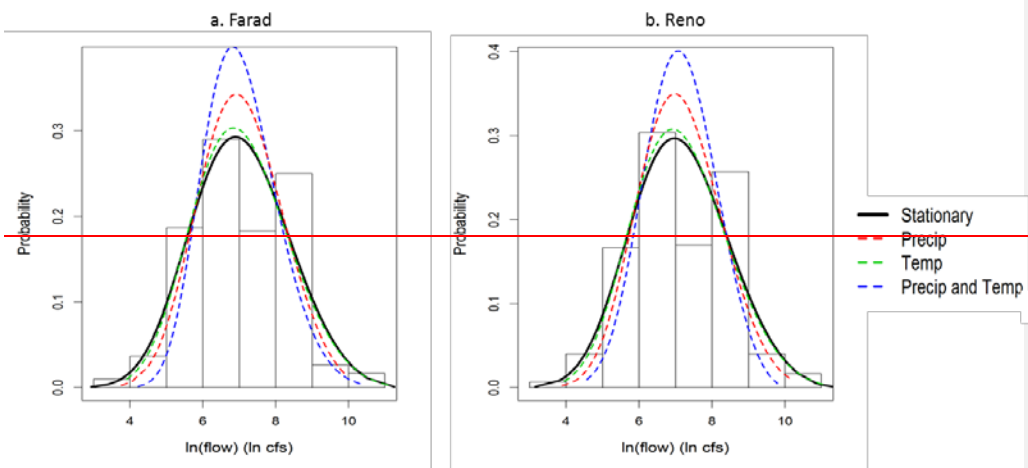 a. Farad
b. Reno
Probability
0.0
0.1
0.2
0.3
4
6
8
10
ln(flow) (ln cfs)
Probability
0.0
0.1
0.2
0.3
0.4
4
6
8
10
ln(flow) (ln cfs)
Stationary
Precip
Temp
Precip and Temp